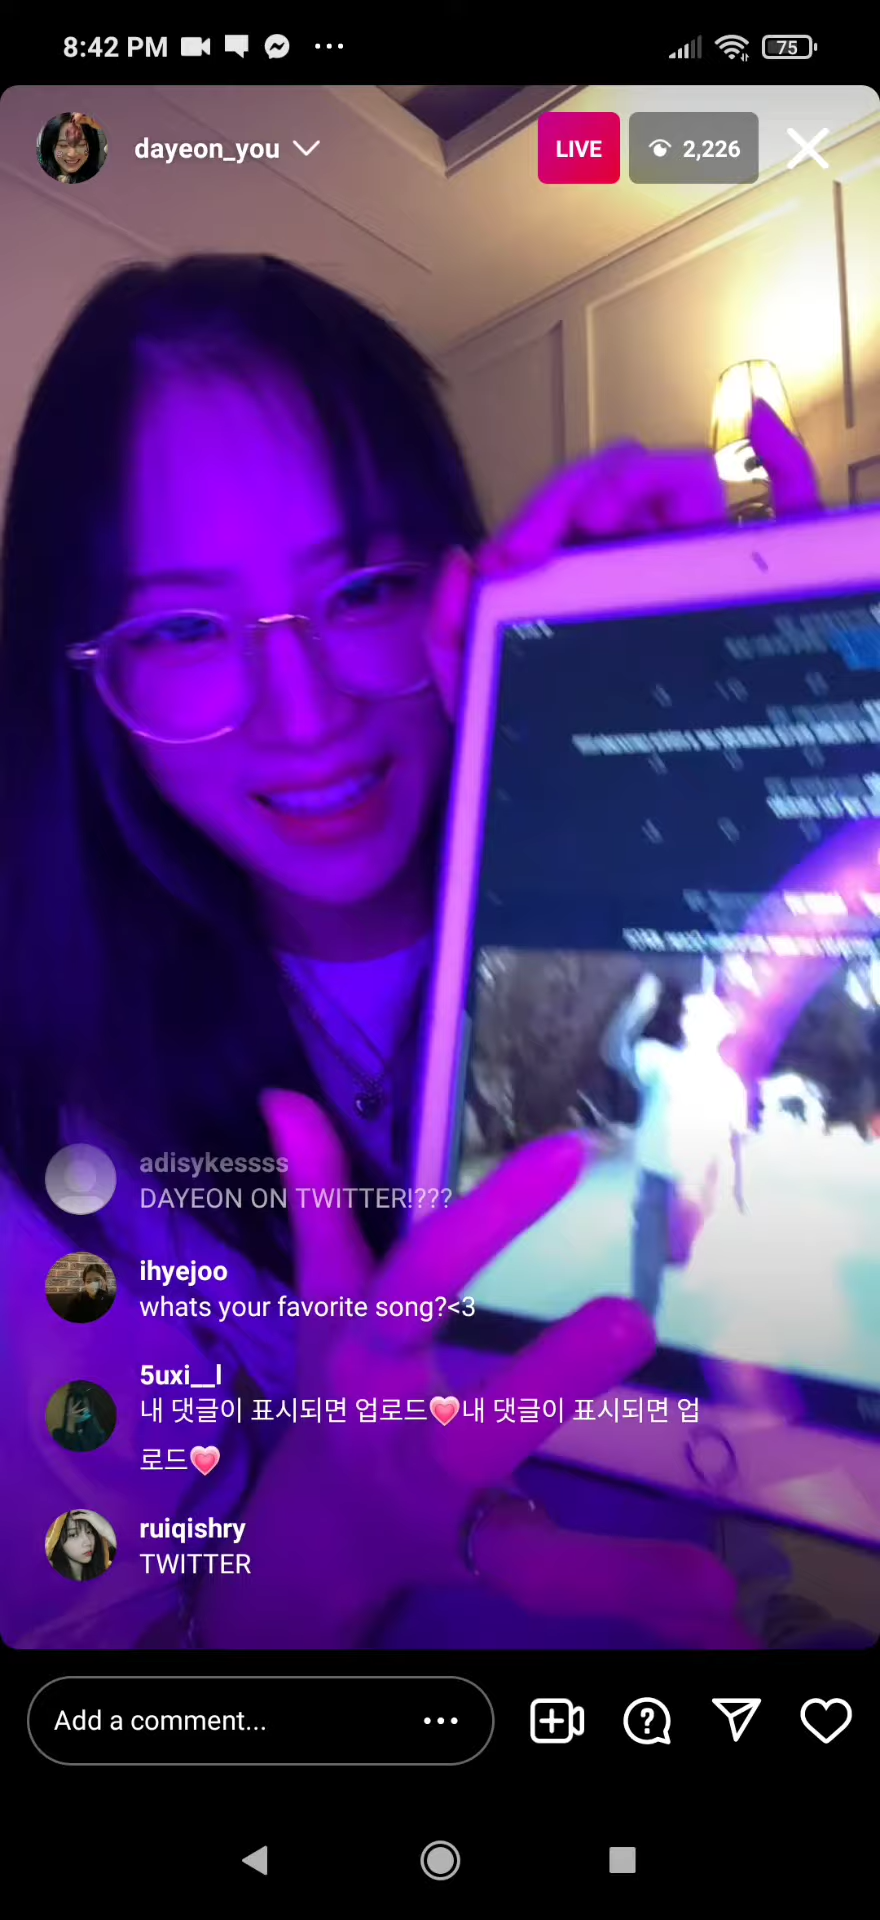 8:42 PM
75
dayeon_you
LIVE
2,226
adisykessss
DAYEON ON TWITTER!???
ihyejoo
whats your favorite song?<3
5uxi__l
내 댓글이 표시되면 업로드💗내 댓글이 표시되면 업
로드💗
ruiqishry
TWITTER
Add a comment...